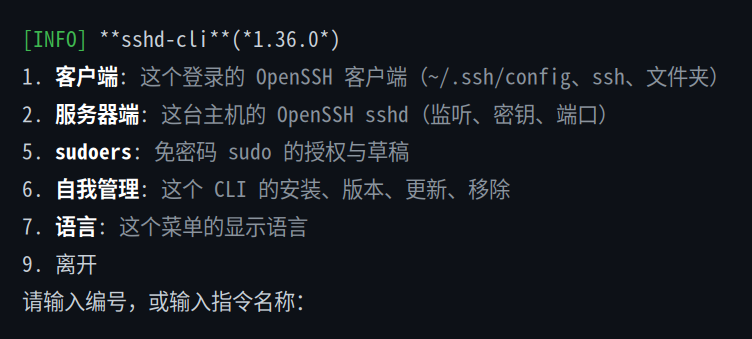 [INFO] **sshd-cli**(*1.36.0*)
1. 客户端: 这个登录的 OpenSSH 客户端（~/.ssh/config、ssh、文件夹）
2. 服务器端: 这台主机的 OpenSSH sshd（监听、密钥、端口）
5. sudoers: 免密码 sudo 的授权与草稿
6. 自我管理: 这个 CLI 的安装、版本、更新、移除
7. 语言: 这个菜单的显示语言
9. 离开
请输入编号，或输入指令名称: